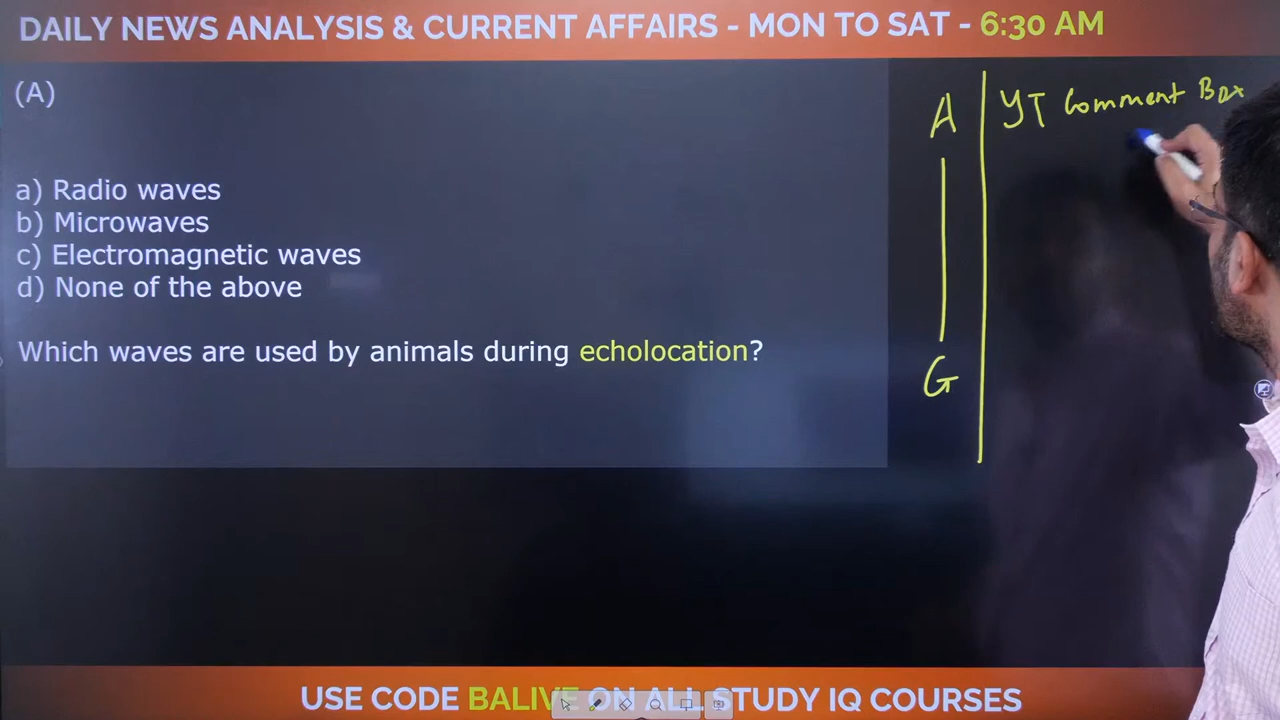 DAILY NEWS ANALYSIS & CURRENT AFFAIRS - MON TO SAT - 6:30 AM
(A)
a) Radio waves
b) Microwaves
c) Electromagnetic waves
d) None of the above
Which waves are used by animals during echolocation?
A
G
YT Comment Box
USE CODE BALIVE ON ALL STUDY IQ COURSES